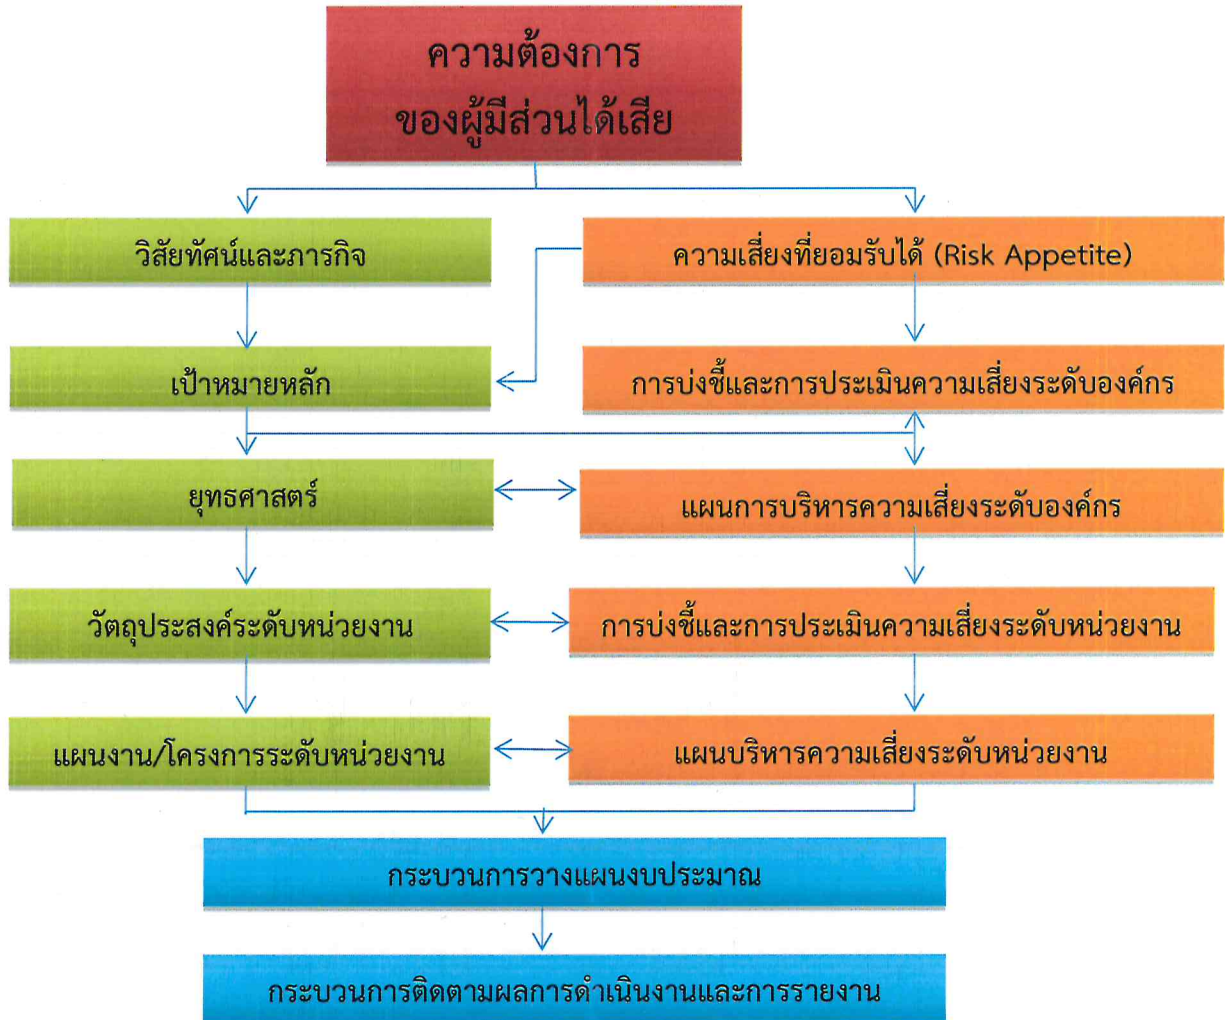 ความต้องการ
ของผู้มีส่วนได้เสีย
วิสัยทัศน์และภารกิจ
ความเสี่ยงที่ยอมรับได้ (Risk Appetite)
เป้าหมายหลัก
การบ่งชี้และการประเมินความเสี่ยงระดับองค์กร
ยุทธศาสตร์
แผนการบริหารความเสี่ยงระดับองค์กร
วัตถุประสงค์ระดับหน่วยงาน
การบ่งชี้และการประเมินความเสี่ยงระดับหน่วยงาน
แผนงาน/โครงการระดับหน่วยงาน
แผนบริหารความเสี่ยงระดับหน่วยงาน
กระบวนการวางแผนงบประมาณ
กระบวนการติดตามผลการดำเนินงานและการรายงาน